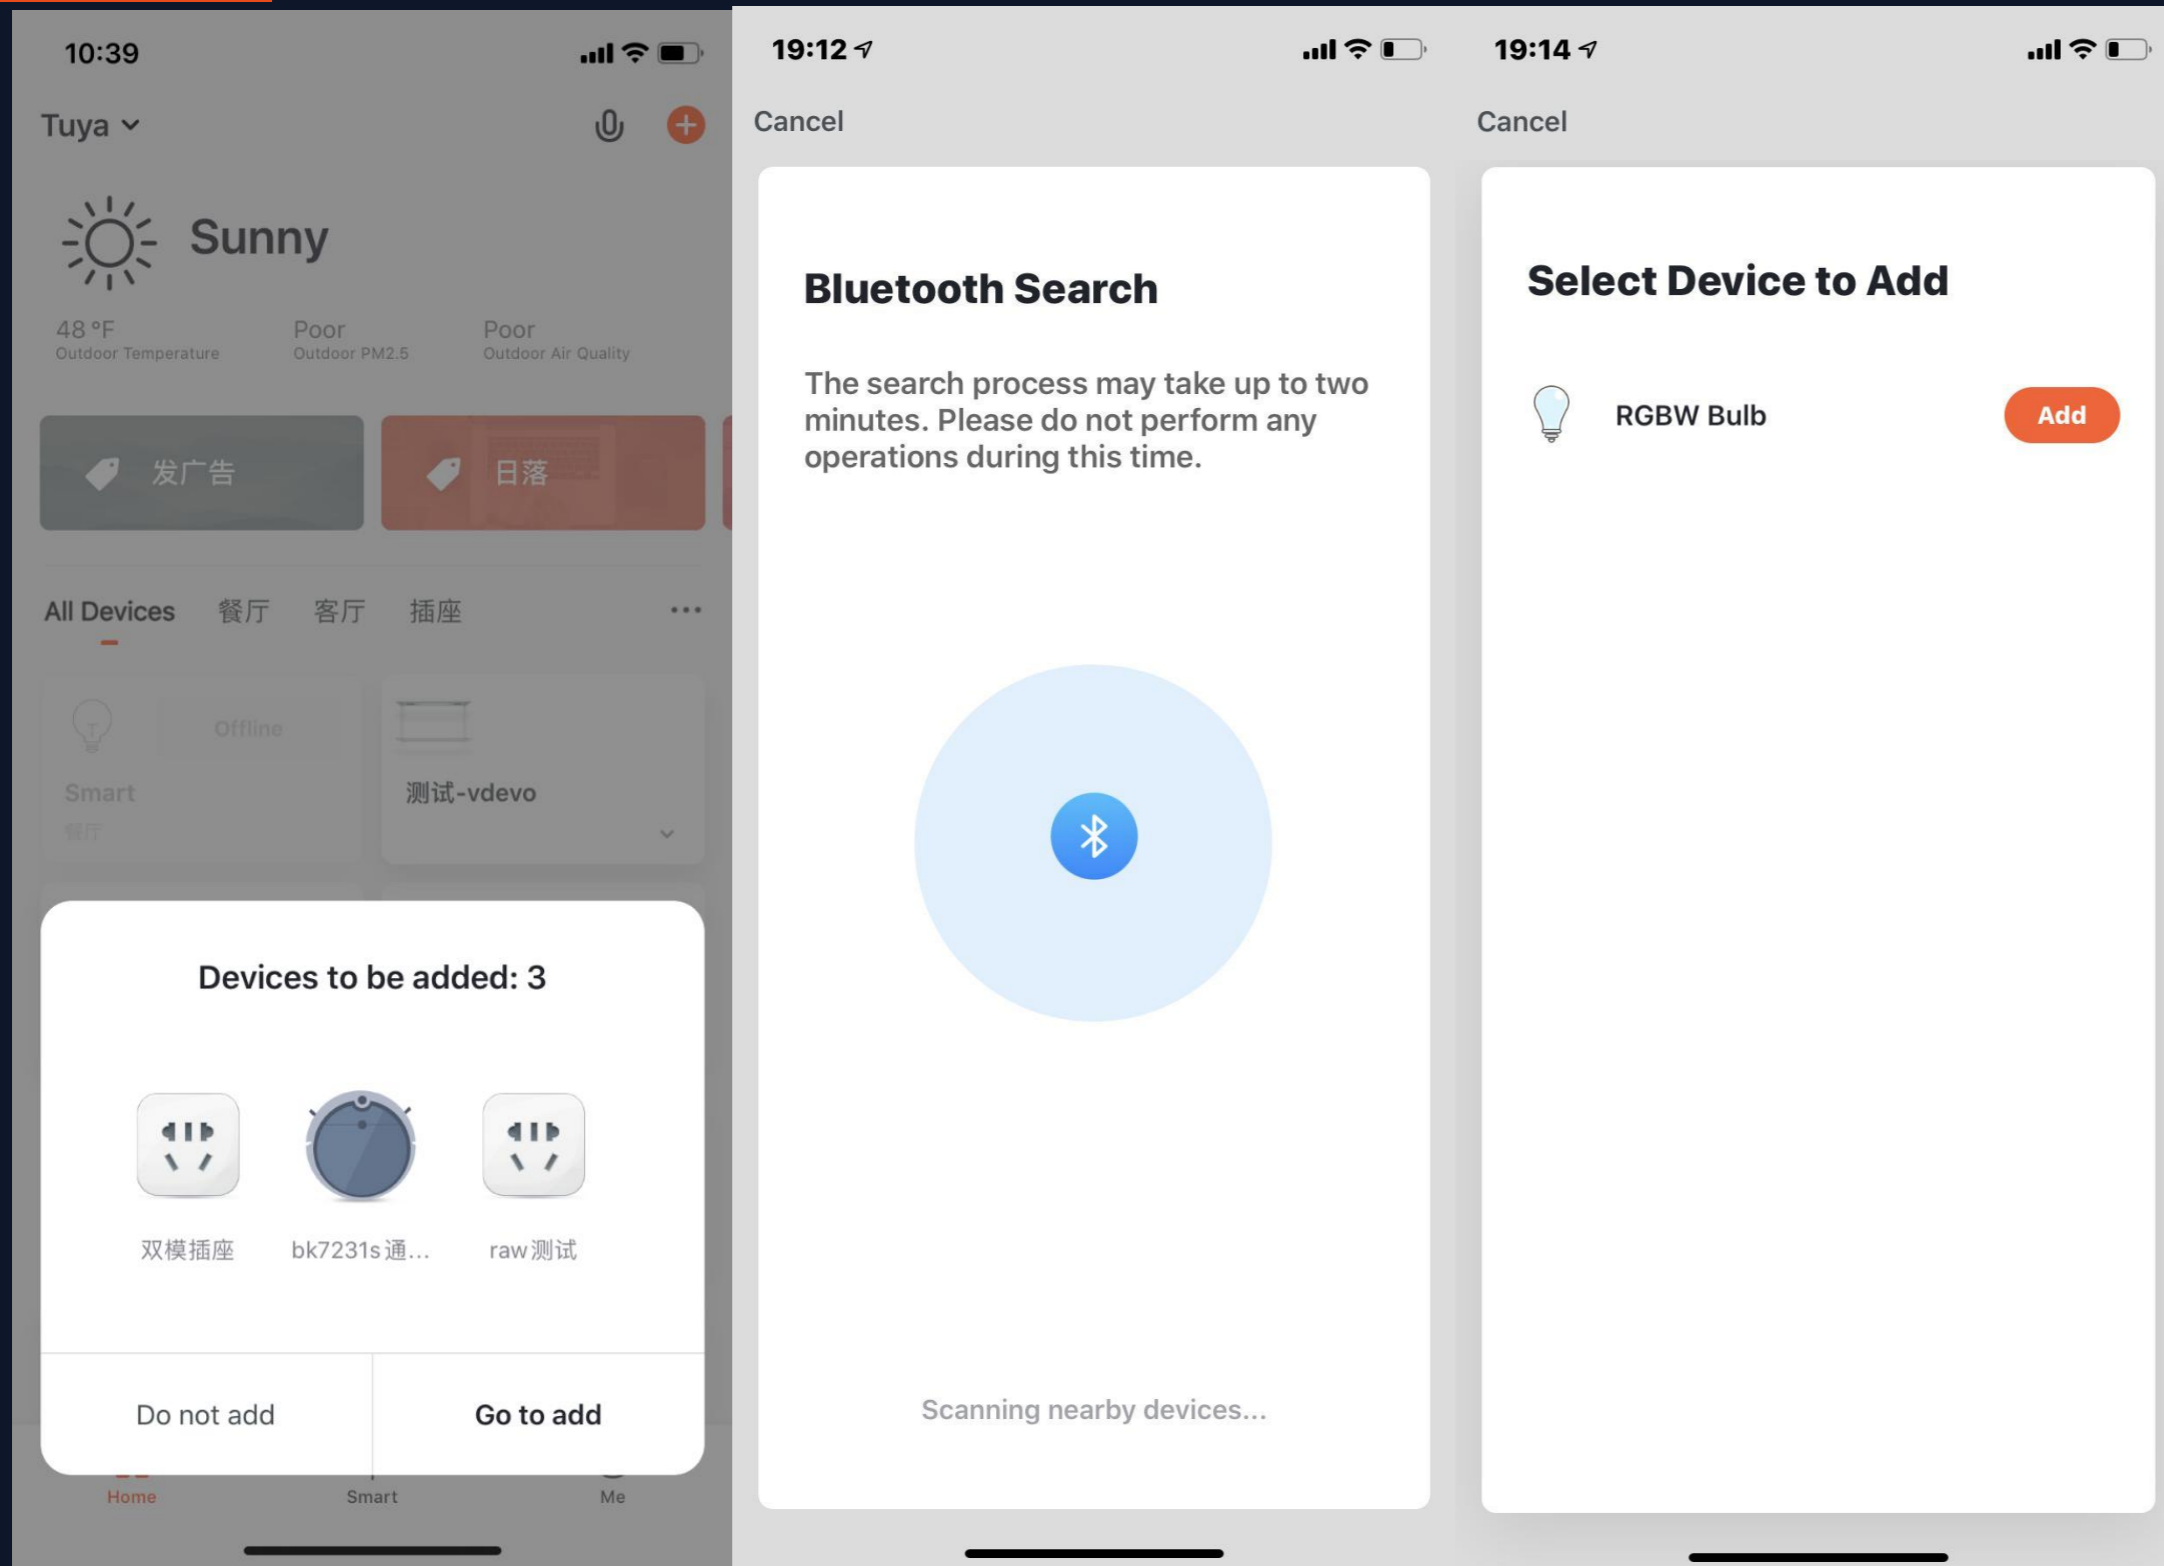 10:39
Tuya
Sunny
48 °F
Outdoor Temperature
Poor
Outdoor PM2.5
Poor
Outdoor Air Quality
发广告
日落
All Devices 餐厅 客厅 插座
Offline
Smart
餐厅
测试-vdevo
Devices to be added: 3
双模插座
bk7231s通...
raw测试
Do not add
Go to add
Home
Smart
Me
19:12
Cancel
Bluetooth Search
The search process may take up to two
minutes. Please do not perform any
operations during this time.
Scanning nearby devices...
19:14
Cancel
Select Device to Add
RGBW Bulb
Add